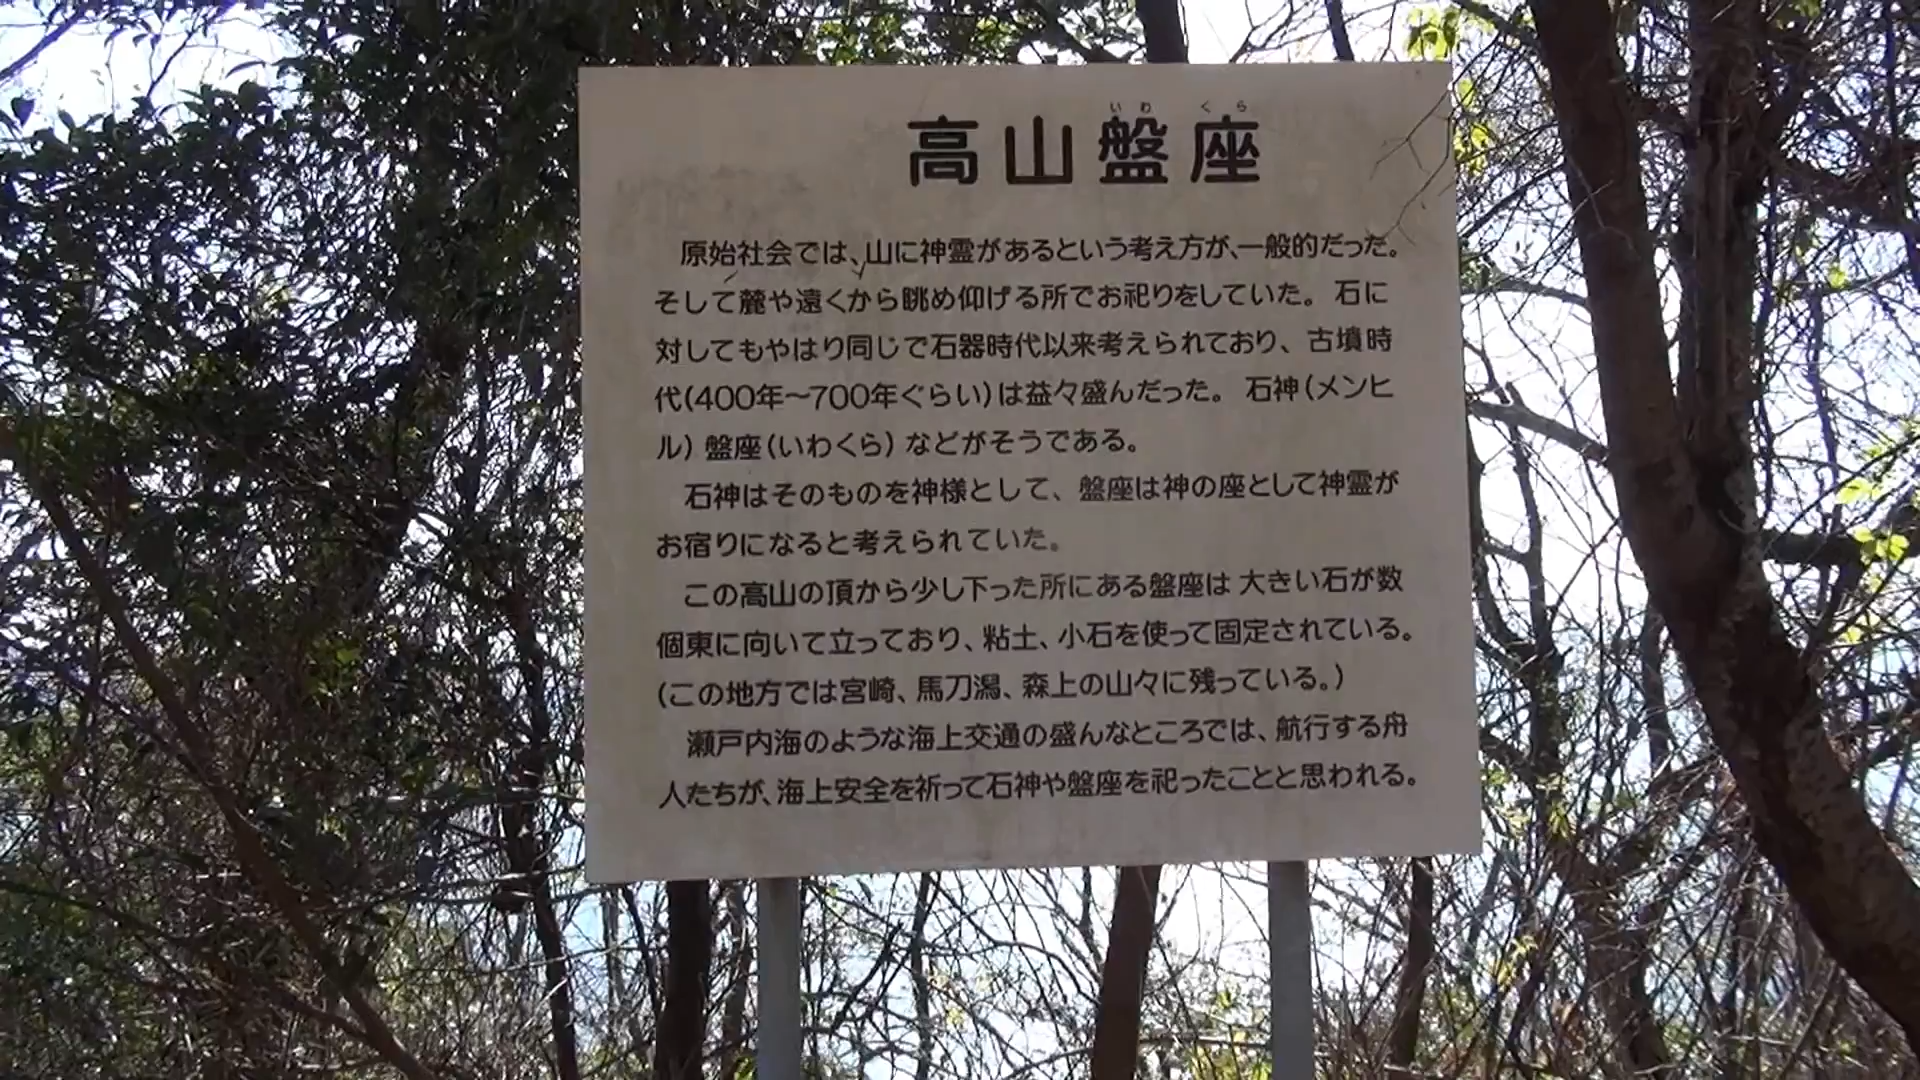 いわ くら
高山盤座
原始社会では、山に神霊があるという考え方が、一般的だった。
そして麓や遠くから眺め仰げる所でお祀りをしていた。石に
対してもやはり同じで石器時代以来考えられており、古墳時
代(400年〜700年ぐらい)は益々盛んだった。石神(メンヒ
ル)盤座(いわくら)などがそうである。
石神はそのものを神様として、盤座は神の座として神霊が
お宿りになると考えられていた。
この高山の頂から少し下った所にある盤座は大きい石が数
個東に向いて立っており、粘土、小石を使って固定されている。
(この地方では宮崎、馬刀潟、森上の山々に残っている。)
瀬戸内海のような海上交通の盛んなところでは、航行する舟
人たちが、海上安全を祈って石神や盤座を祀ったことと思われる。